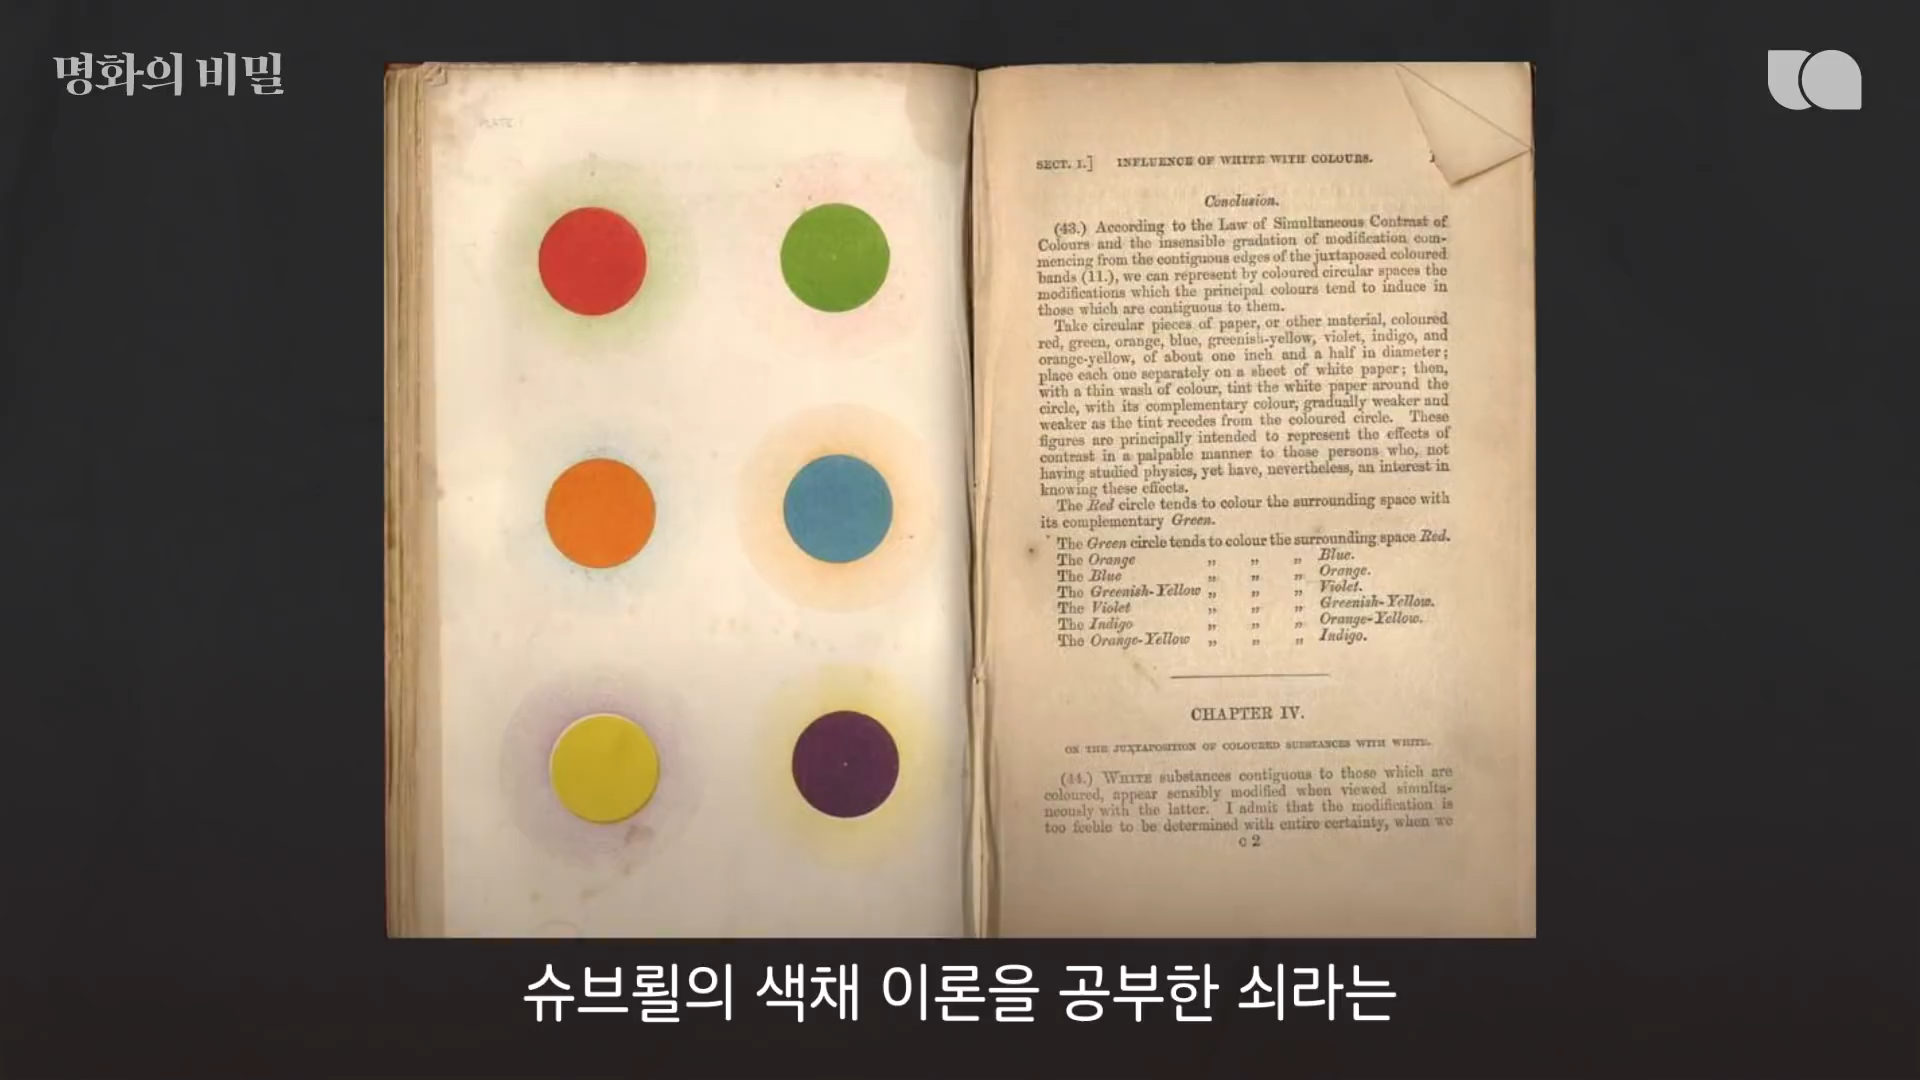 명화의 비밀
PLATE
SECT. I.] INFLUENCE OF WHITE WITH COLOURS.
Conclusion.
(43.) According to the Law of Simultaneous Contrast of
Colours and the insensible gradation of modification com-
mencing from the contiguous edges of the juxtaposed coloured
bands (11.), we can represent by coloured circular spaces the
modifications which the principal colours tend to induce in
those which are contiguous to them.
Take circular pieces of paper, or other material, coloured
red, green, orange, blue, greenish-yellow, violet, indigo, and
orange-yellow, of about one inch and a half in diameter;
place each one separately on a sheet of white paper; then,
with a thin wash of colour, tint the white paper around the
circle, with its complementary colour, gradually weaker and
weaker as the tint recedes from the coloured circle. These
figures are principally intended to represent the effects of
contrast in a palpable manner to those persons who, not
having studied physics, yet have, nevertheless, an interest in
knowing these effects.
The Red circle tends to colour the surrounding space with
its complementary Green.
The Green circle tends to colour the surrounding space Red.
The Orange „ „ „ Blue.
The Blue „ „ „ Orange.
The Greenish-Yellow „ „ „ Violet.
The Violet „ „ „ Greenish-Yellow.
The Indigo „ „ „ Orange-Yellow.
The Orange-Yellow „ „ „ Indigo.
CHAPTER IV.
ON THE JUXTAPOSITION OF COLOURED SUBSTANCES WITH WHITE.
(44.) WHITE substances contiguous to those which are
coloured, appear sensibly modified when viewed simulta-
neously with the latter. I admit that the modification is
too feeble to be determined with entire certainty, when we
C 2
슈브뢸의 색채 이론을 공부한 쇠라는